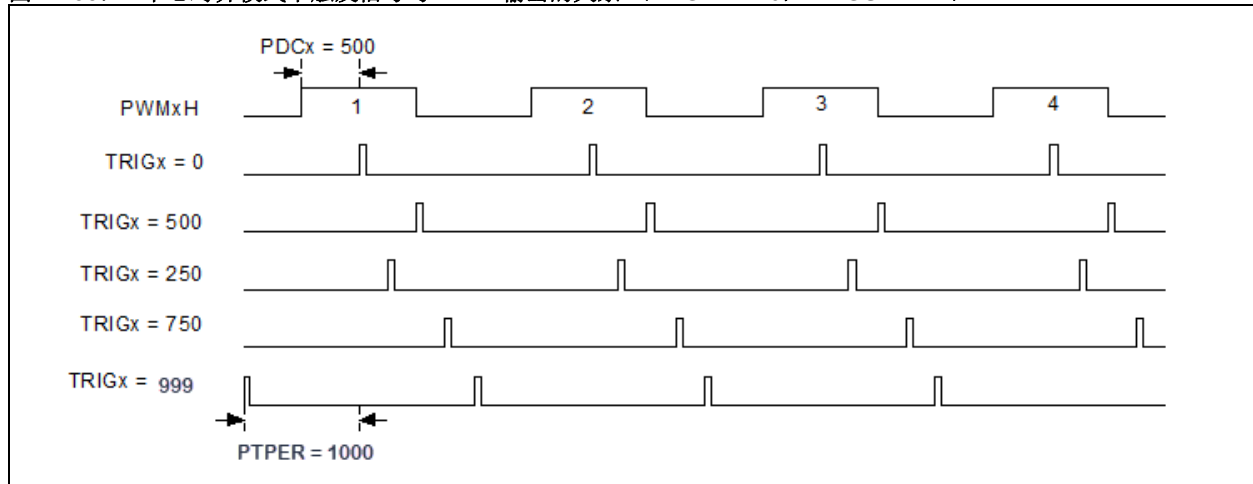 PDCx = 500
PWMxH
1
2
3
4
TRIGx = 0
TRIGx = 500
TRIGx = 250
TRIGx = 750
TRIGx = 999
PTPER = 1000